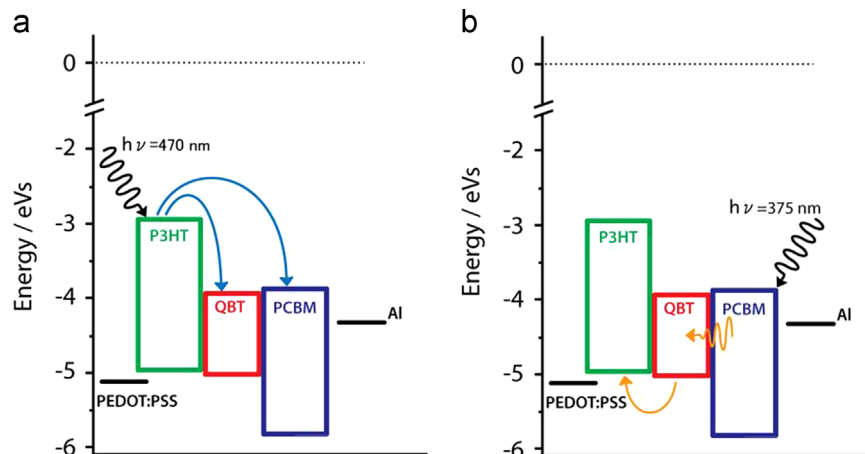 a
0
-2
-3
-4
-5
-6
Energy / eVs
h ν =470 nm
P3HT
QBT
PCBM
Al
PEDOT:PSS
b
0
-2
-3
-4
-5
-6
Energy / eVs
h ν =375 nm
P3HT
QBT
PCBM
Al
PEDOT:PSS